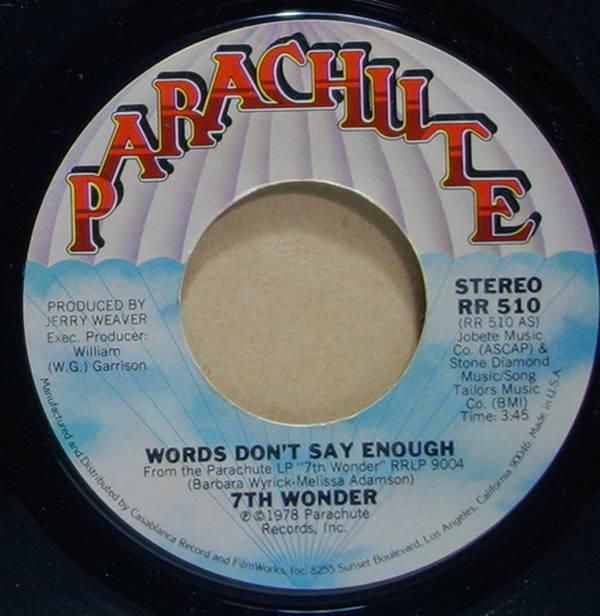 PARACHUTE
PRODUCED BY
JERRY WEAVER
Exec. Producer:
William
(W.G.) Garrison
STEREO
RR 510
(RR 510 AS)
Jobete Music
Co. (ASCAP) &
Stone Diamond
Music/Song
Tailors Music
Co. (BMI)
Time: 3:45
WORDS DON'T SAY ENOUGH
From the Parachute LP "7th Wonder" RRLP 9004
(Barbara Wyrick-Melissa Adamson)
7TH WONDER
℗©1978 Parachute
Records, Inc.
Manufactured and Distributed by Casablanca Record and FilmWorks, Inc. 8255 Sunset Boulevard, Los Angeles, California 90046. Made in U.S.A.